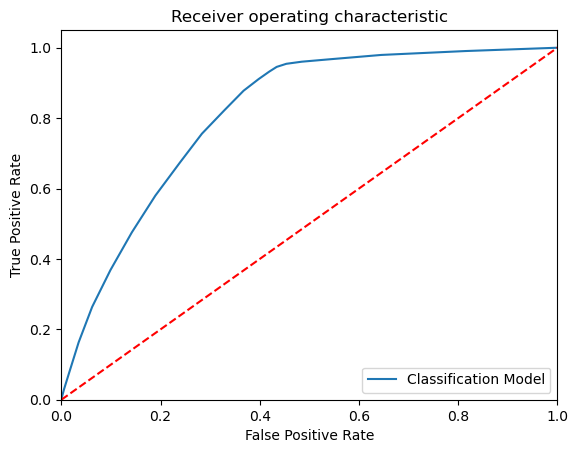 Receiver operating characteristic
1.0
0.8
0.6
0.4
0.2
0.0
True Positive Rate
0.0 0.2 0.4 0.6 0.8 1.0
False Positive Rate
Classification Model